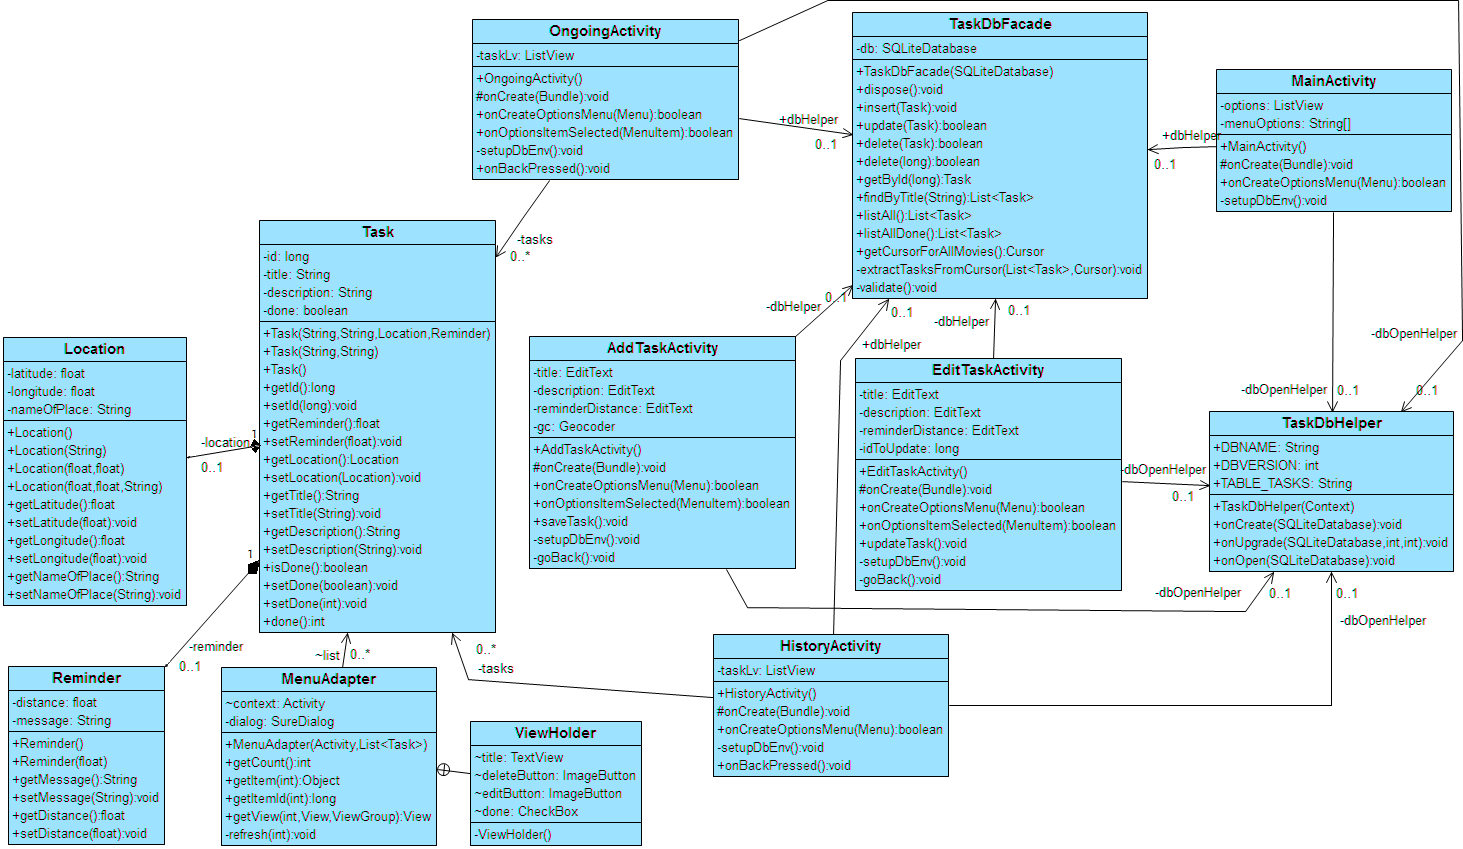 OngoingActivity
-taskLv: ListView
+OngoingActivity()
#onCreate(Bundle):void
+onCreateOptionsMenu(Menu):boolean
+onOptionsItemSelected(MenuItem):boolean
-setupDbEnv():void
+onBackPressed():void
TaskDbFacade
-db: SQLiteDatabase
+TaskDbFacade(SQLiteDatabase)
+dispose():void
+insert(Task):void
+update(Task):boolean
+delete(Task):boolean
+delete(long):boolean
+getById(long):Task
+findByTitle(String):List<Task>
+listAll():List<Task>
+listAllDone():List<Task>
+getCursorForAllMovies():Cursor
-extractTasksFromCursor(List<Task>,Cursor):void
-validate():void
MainActivity
-options: ListView
-menuOptions: String[]
+MainActivity()
#onCreate(Bundle):void
+onCreateOptionsMenu(Menu):boolean
-setupDbEnv():void
+dbHelper
0..1
+dbHelper
0..1
-tasks
0..*
Task
-id: long
-title: String
-description: String
-done: boolean
+Task(String,String,Location,Reminder)
+Task(String,String)
+Task()
+getId():long
+setId(long):void
+getReminder():float
+setReminder(float):void
+getLocation():Location
+setLocation(Location):void
+getTitle():String
+setTitle(String):void
+getDescription():String
+setDescription(String):void
+isDone():boolean
+setDone(boolean):void
+setDone(int):void
+done():int
Location
-latitude: float
-longitude: float
-nameOfPlace: String
+Location()
+Location(String)
+Location(float,float)
+Location(float,float,String)
+getLatitude():float
+setLatitude(float):void
+getLongitude():float
+setLongitude(float):void
+getNameOfPlace():String
+setNameOfPlace(String):void
-location
1
0..1
1
-reminder
0..1
-dbHelper
0..1
+dbHelper
0..1
-dbHelper
0..1
AddTaskActivity
-title: EditText
-description: EditText
-reminderDistance: EditText
-gc: Geocoder
+AddTaskActivity()
#onCreate(Bundle):void
+onCreateOptionsMenu(Menu):boolean
+onOptionsItemSelected(MenuItem):boolean
+saveTask():void
-setupDbEnv():void
-goBack():void
EditTaskActivity
-title: EditText
-description: EditText
-reminderDistance: EditText
-idToUpdate: long
+EditTaskActivity()
#onCreate(Bundle):void
+onCreateOptionsMenu(Menu):boolean
+onOptionsItemSelected(MenuItem):boolean
+updateTask():void
-setupDbEnv():void
-goBack():void
-dbOpenHelper
0..1
-dbOpenHelper
0..1
-dbOpenHelper
0..1
TaskDbHelper
+DBNAME: String
+DBVERSION: int
+TABLE_TASKS: String
+TaskDbHelper(Context)
+onCreate(SQLiteDatabase):void
+onUpgrade(SQLiteDatabase,int,int):void
+onOpen(SQLiteDatabase):void
-dbOpenHelper
0..1
0..1
-dbOpenHelper
Reminder
-distance: float
-message: String
+Reminder()
+Reminder(float)
+getMessage():String
+setMessage(String):void
+getDistance():float
+setDistance(float):void
~list
0..*
0..*
-tasks
MenuAdapter
~context: Activity
-dialog: SureDialog
+MenuAdapter(Activity,List<Task>)
+getCount():int
+getItem(int):Object
+getItemId(int):long
+getView(int,View,ViewGroup):View
-refresh(int):void
ViewHolder
~title: TextView
~deleteButton: ImageButton
~editButton: ImageButton
~done: CheckBox
-ViewHolder()
HistoryActivity
-taskLv: ListView
+HistoryActivity()
#onCreate(Bundle):void
+onCreateOptionsMenu(Menu):boolean
-setupDbEnv():void
+onBackPressed():void